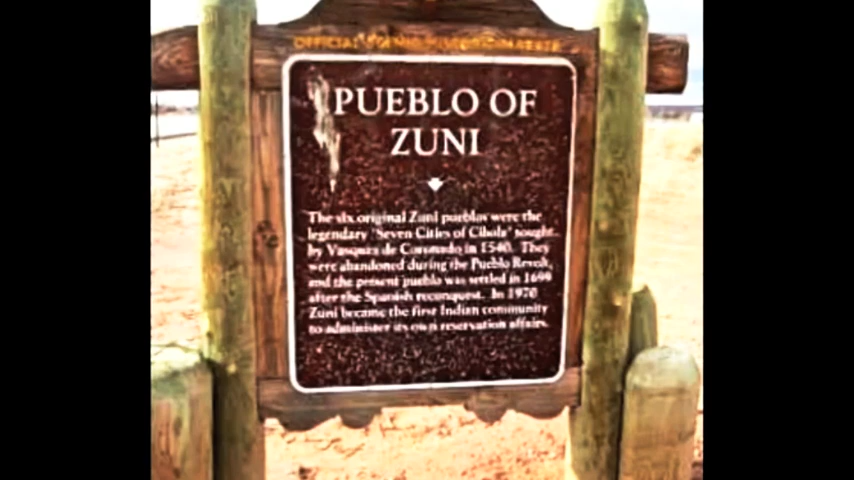 OFFICIAL SCENIC HISTORIC MARKER
PUEBLO OF
ZUNI
The six original Zuni pueblos were the
legendary "Seven Cities of Cibola" sought
by Vasquez de Coronado in 1540. They
were abandoned during the Pueblo Revolt,
and the present pueblo was settled in 1699
after the Spanish reconquest. In 1970
Zuni became the first Indian community
to administer its own reservation affairs.